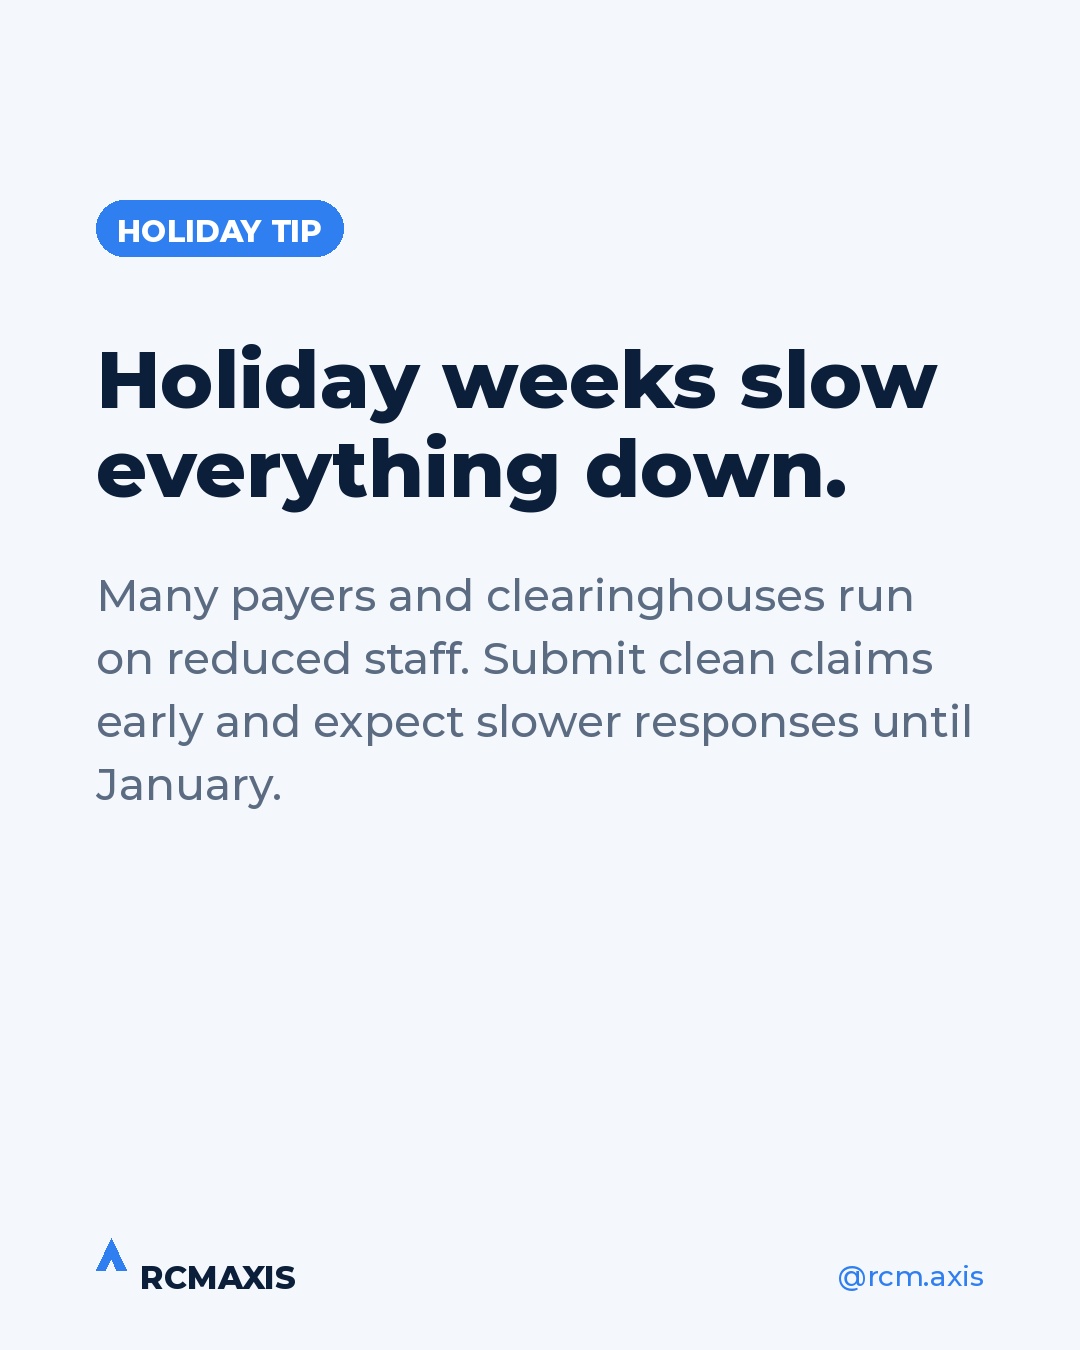 HOLIDAY TIP
Holiday weeks slow
everything down.
Many payers and clearinghouses run
on reduced staff. Submit clean claims
early and expect slower responses until
January.
RCMAXIS
@rcm.axis